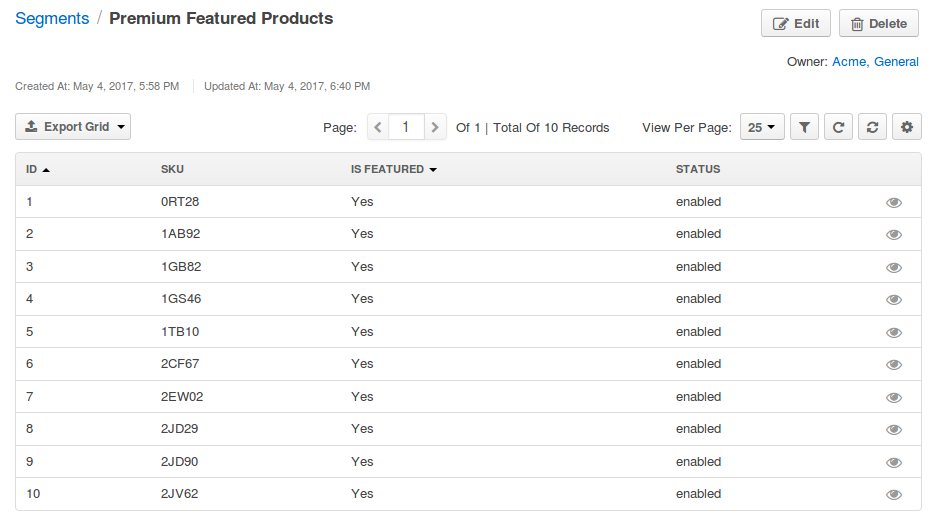 Segments / Premium Featured Products
Edit
Delete
Owner: Acme, General
Created At: May 4, 2017, 5:58 PM
Updated At: May 4, 2017, 6:40 PM
Export Grid
Page: 1 Of 1 | Total Of 10 Records
View Per Page: 25
ID SKU IS FEATURED STATUS
1 0RT28 Yes enabled
2 1AB92 Yes enabled
3 1GB82 Yes enabled
4 1GS46 Yes enabled
5 1TB10 Yes enabled
6 2CF67 Yes enabled
7 2EW02 Yes enabled
8 2JD29 Yes enabled
9 2JD90 Yes enabled
10 2JV62 Yes enabled